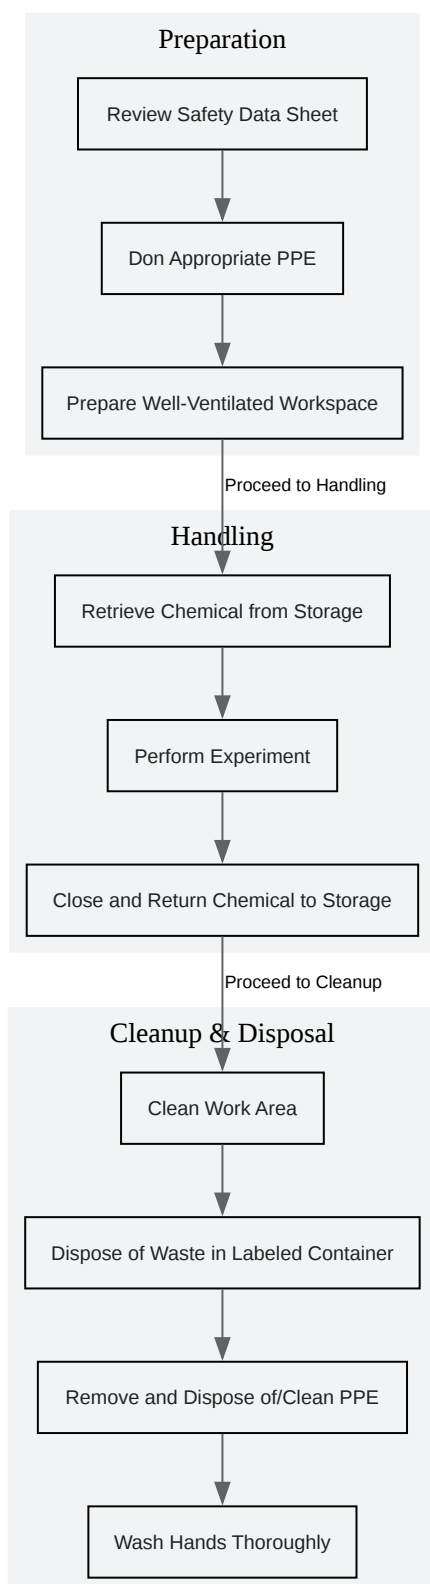 Preparation
Review Safety Data Sheet
Don Appropriate PPE
Prepare Well-Ventilated Workspace
Proceed to Handling
Handling
Retrieve Chemical from Storage
Perform Experiment
Close and Return Chemical to Storage
Proceed to Cleanup
Cleanup & Disposal
Clean Work Area
Dispose of Waste in Labeled Container
Remove and Dispose of/Clean PPE
Wash Hands Thoroughly